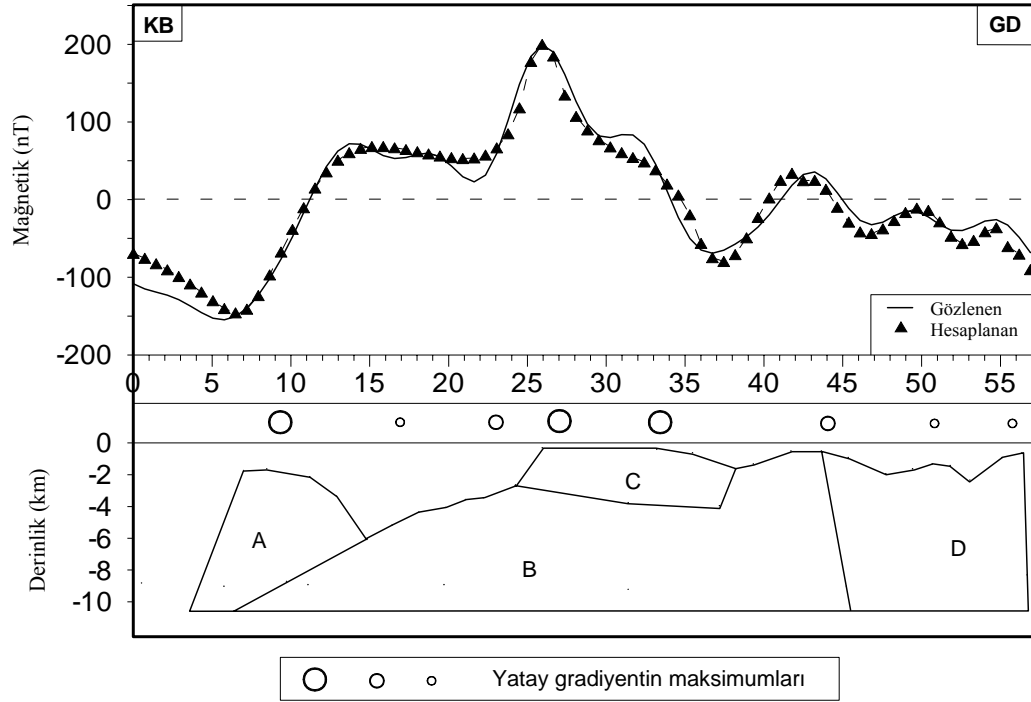 KB
GD
200
100
0
-100
-200
Mağnetik (nT)
Gözlenen
Hesaplanan
0 5 10 15 20 25 30 35 40 45 50 55
0
-2
-4
-6
-8
-10
Derinlik (km)
A
B
C
D
Yatay gradiyentin maksimumları